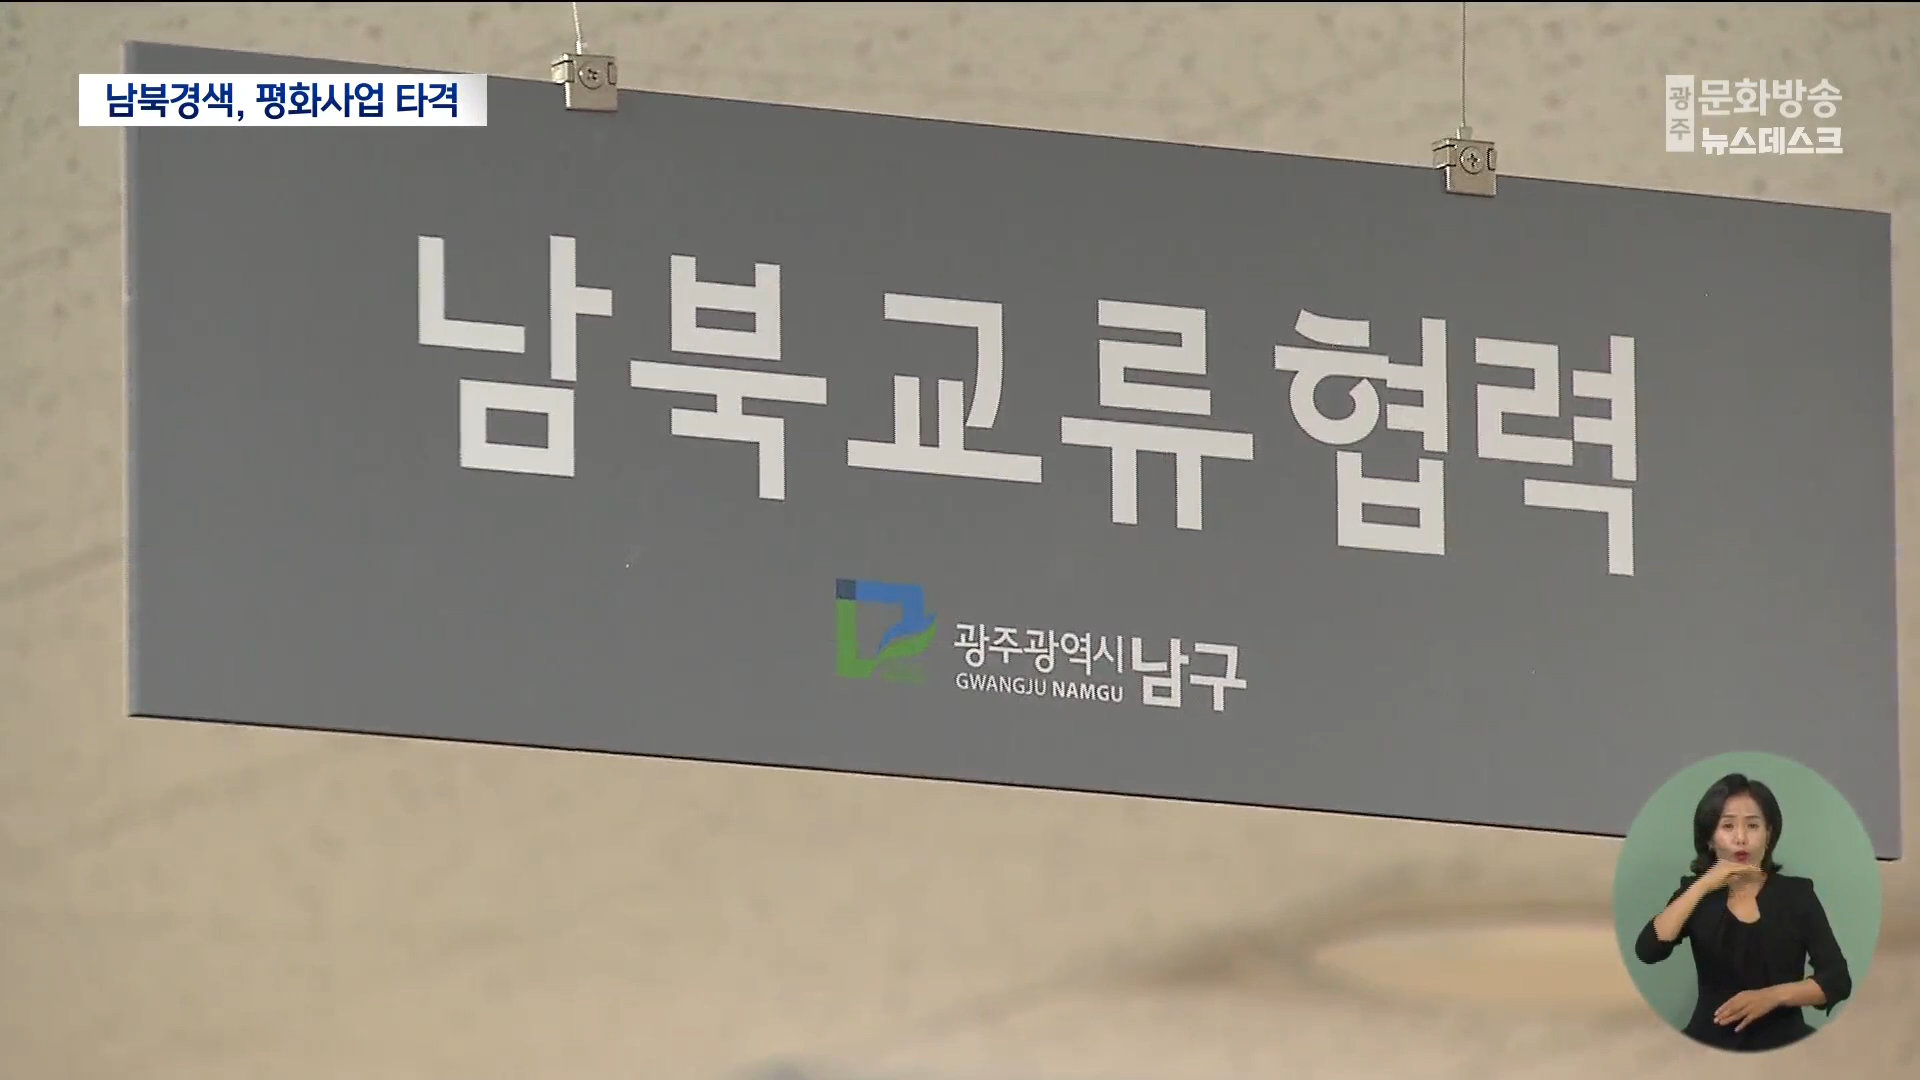 남북경색, 평화사업 타격
광주
문화방송
뉴스데스크
남북교류협력
광주광역시 남구
GWANGJU NAMGU